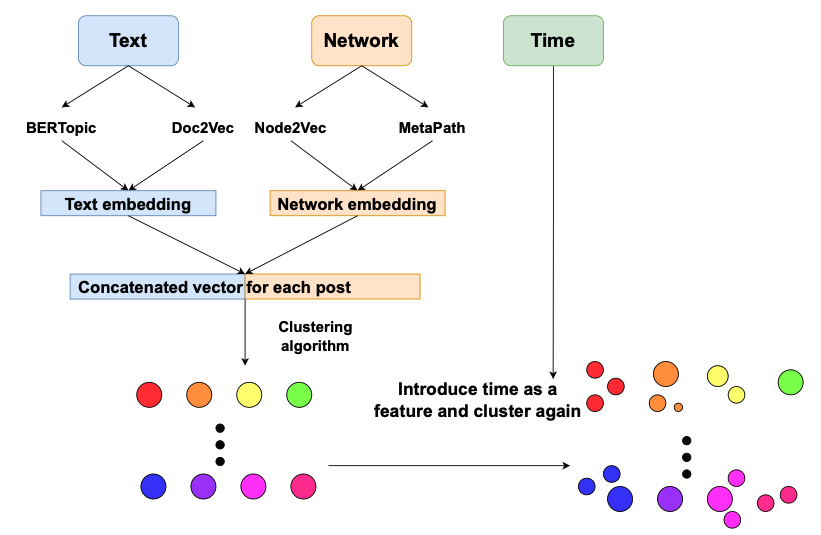 Text
Network
Time
BERTopic
Doc2Vec
Node2Vec
MetaPath
Text embedding
Network embedding
Concatenated vector for each post
Clustering
algorithm
Introduce time as a
feature and cluster again